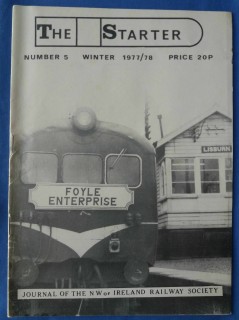 THE STARTER
NUMBER 5 WINTER 1977/78 PRICE 20P
LISBURN
FOYLE
ENTERPRISE
JOURNAL OF THE N W OF IRELAND RAILWAY SOCIETY